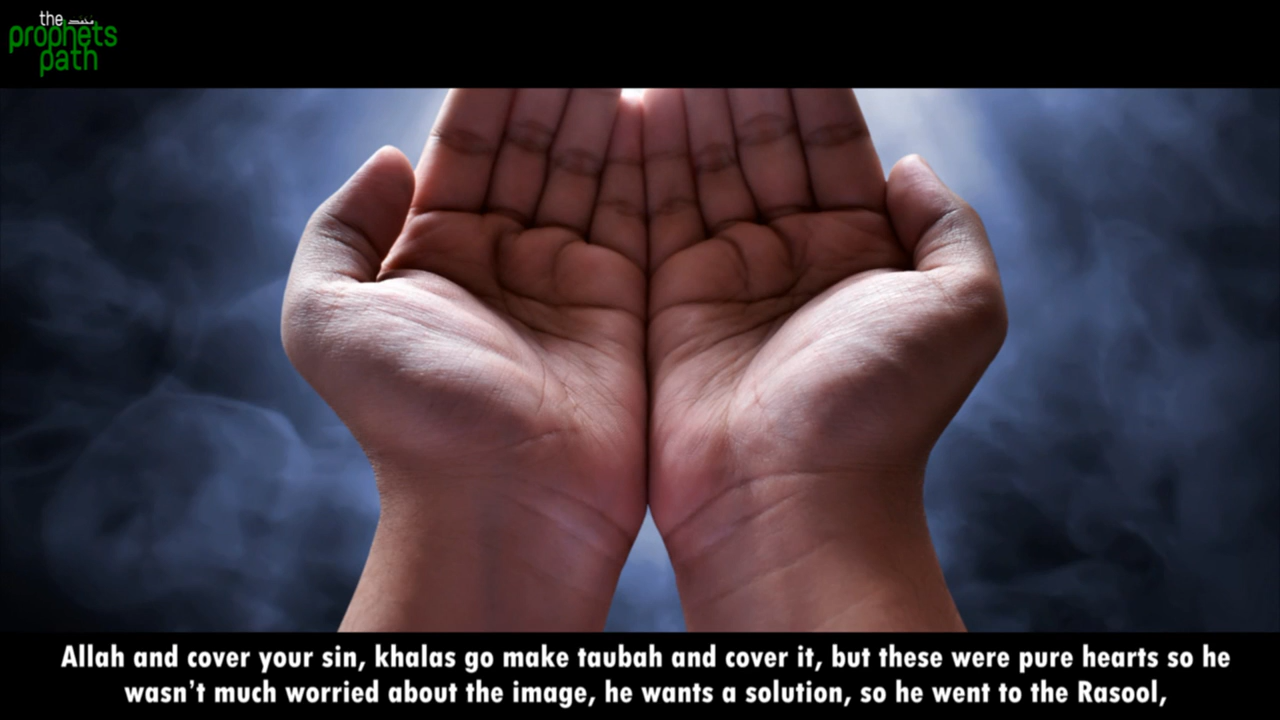 the محمد
prophets
path
Allah and cover your sin, khalas go make taubah and cover it, but these were pure hearts so he
wasn't much worried about the image, he wants a solution, so he went to the Rasool,